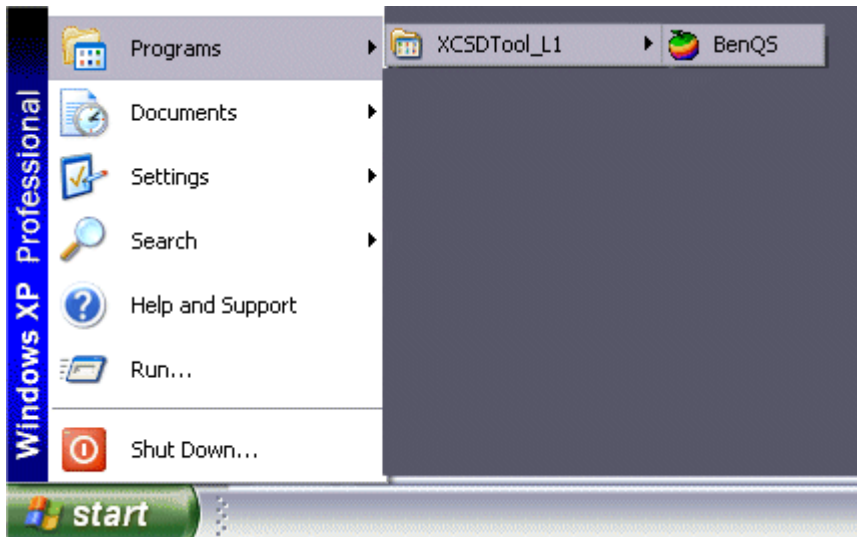 Programs
XCSDTool_L1
BenQS
Documents
Settings
Search
Help and Support
Run...
Shut Down...
Windows XP Professional
start